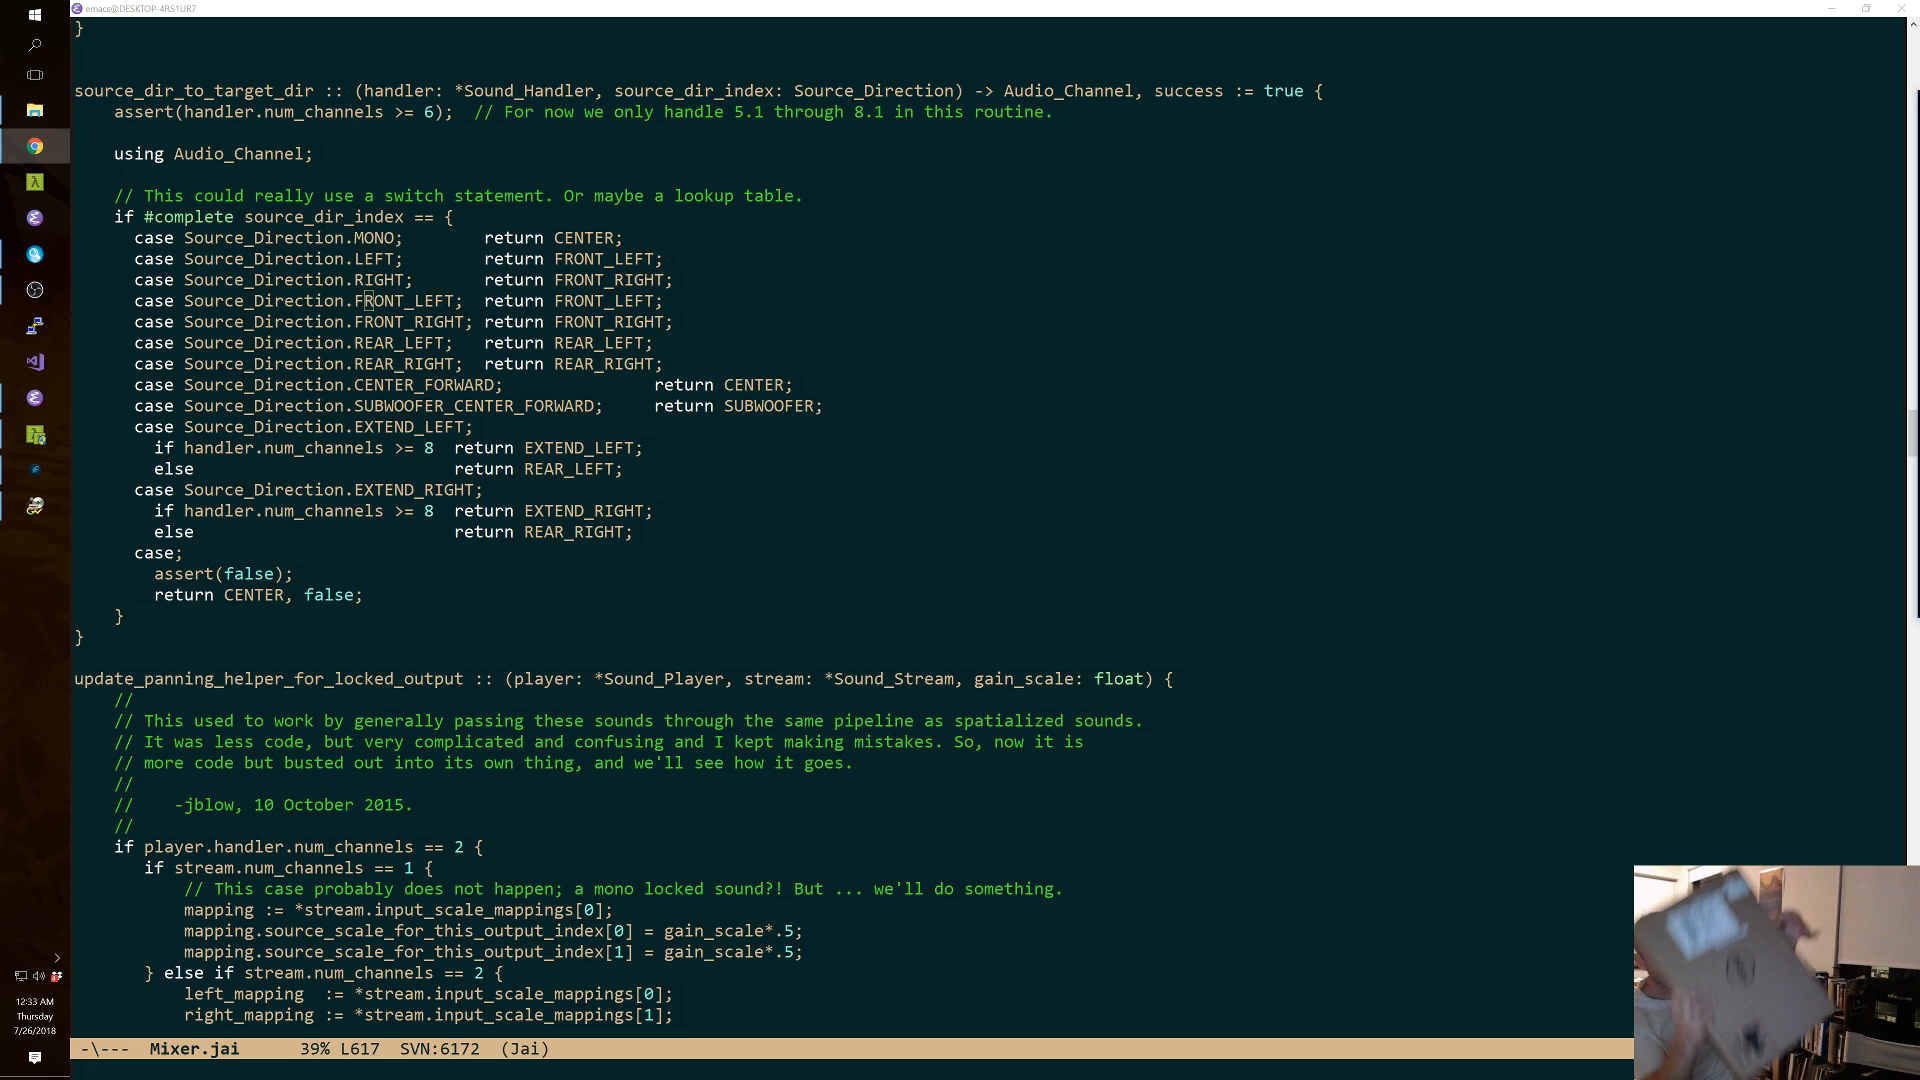 emacs@DESKTOP-4RS1UR7
}
source_dir_to_target_dir :: (handler: *Sound_Handler, source_dir_index: Source_Direction) -> Audio_Channel, success := true {
assert(handler.num_channels >= 6);  // For now we only handle 5.1 through 8.1 in this routine.
using Audio_Channel;
// This could really use a switch statement. Or maybe a lookup table.
if #complete source_dir_index == {
case Source_Direction.MONO;        return CENTER;
case Source_Direction.LEFT;        return FRONT_LEFT;
case Source_Direction.RIGHT;       return FRONT_RIGHT;
case Source_Direction.FRONT_LEFT;  return FRONT_LEFT;
case Source_Direction.FRONT_RIGHT; return FRONT_RIGHT;
case Source_Direction.REAR_LEFT;   return REAR_LEFT;
case Source_Direction.REAR_RIGHT;  return REAR_RIGHT;
case Source_Direction.CENTER_FORWARD;               return CENTER;
case Source_Direction.SUBWOOFER_CENTER_FORWARD;     return SUBWOOFER;
case Source_Direction.EXTEND_LEFT;
if handler.num_channels >= 8  return EXTEND_LEFT;
else                          return REAR_LEFT;
case Source_Direction.EXTEND_RIGHT;
if handler.num_channels >= 8  return EXTEND_RIGHT;
else                          return REAR_RIGHT;
case;
assert(false);
return CENTER, false;
}
}
update_panning_helper_for_locked_output :: (player: *Sound_Player, stream: *Sound_Stream, gain_scale: float) {
//
// This used to work by generally passing these sounds through the same pipeline as spatialized sounds.
// It was less code, but very complicated and confusing and I kept making mistakes. So, now it is
// more code but busted out into its own thing, and we'll see how it goes.
//
//    -jblow, 10 October 2015.
//
if player.handler.num_channels == 2 {
if stream.num_channels == 1 {
// This case probably does not happen; a mono locked sound?! But ... we'll do something.
mapping := *stream.input_scale_mappings[0];
mapping.source_scale_for_this_output_index[0] = gain_scale*.5;
mapping.source_scale_for_this_output_index[1] = gain_scale*.5;
} else if stream.num_channels == 2 {
left_mapping  := *stream.input_scale_mappings[0];
right_mapping := *stream.input_scale_mappings[1];
-\---  Mixer.jai      39% L617  SVN:6172  (Jai)
12:33 AM
Thursday
7/26/2018